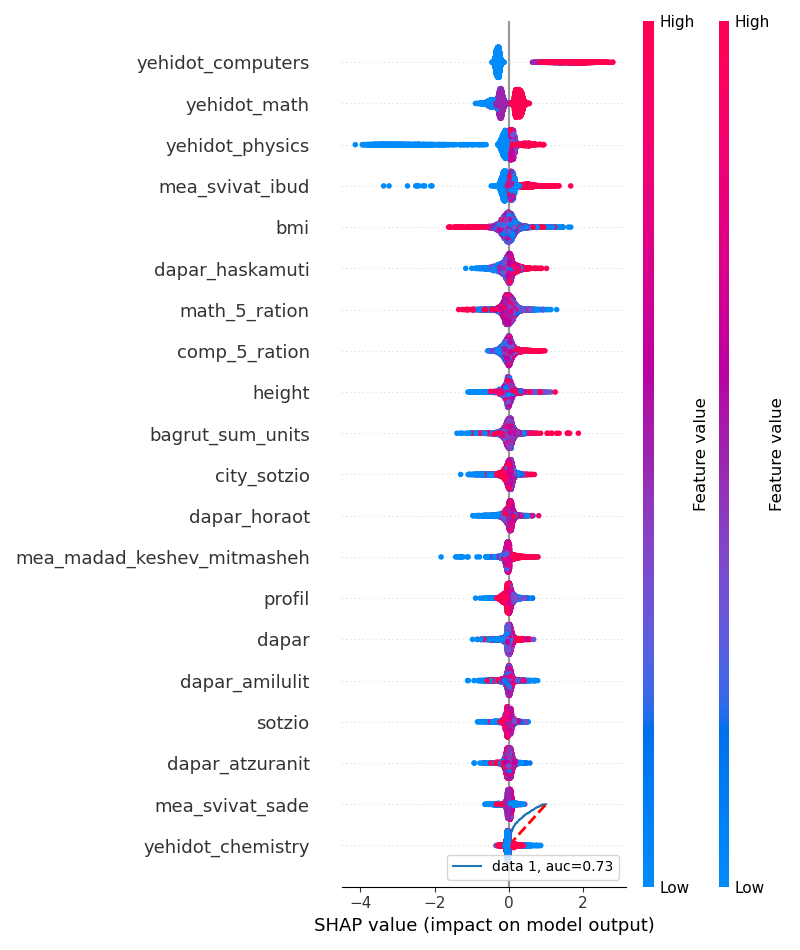 High
High
yehidot_computers
yehidot_math
yehidot_physics
mea_svivat_ibud
bmi
dapar_haskamuti
math_5_ration
comp_5_ration
height
bagrut_sum_units
city_sotzio
dapar_horaot
mea_madad_keshev_mitmasheh
profil
dapar
dapar_amilulit
sotzio
dapar_atzuranit
mea_svivat_sade
yehidot_chemistry
Feature value
Feature value
data 1, auc=0.73
Low
Low
−4 −2 0 2
SHAP value (impact on model output)